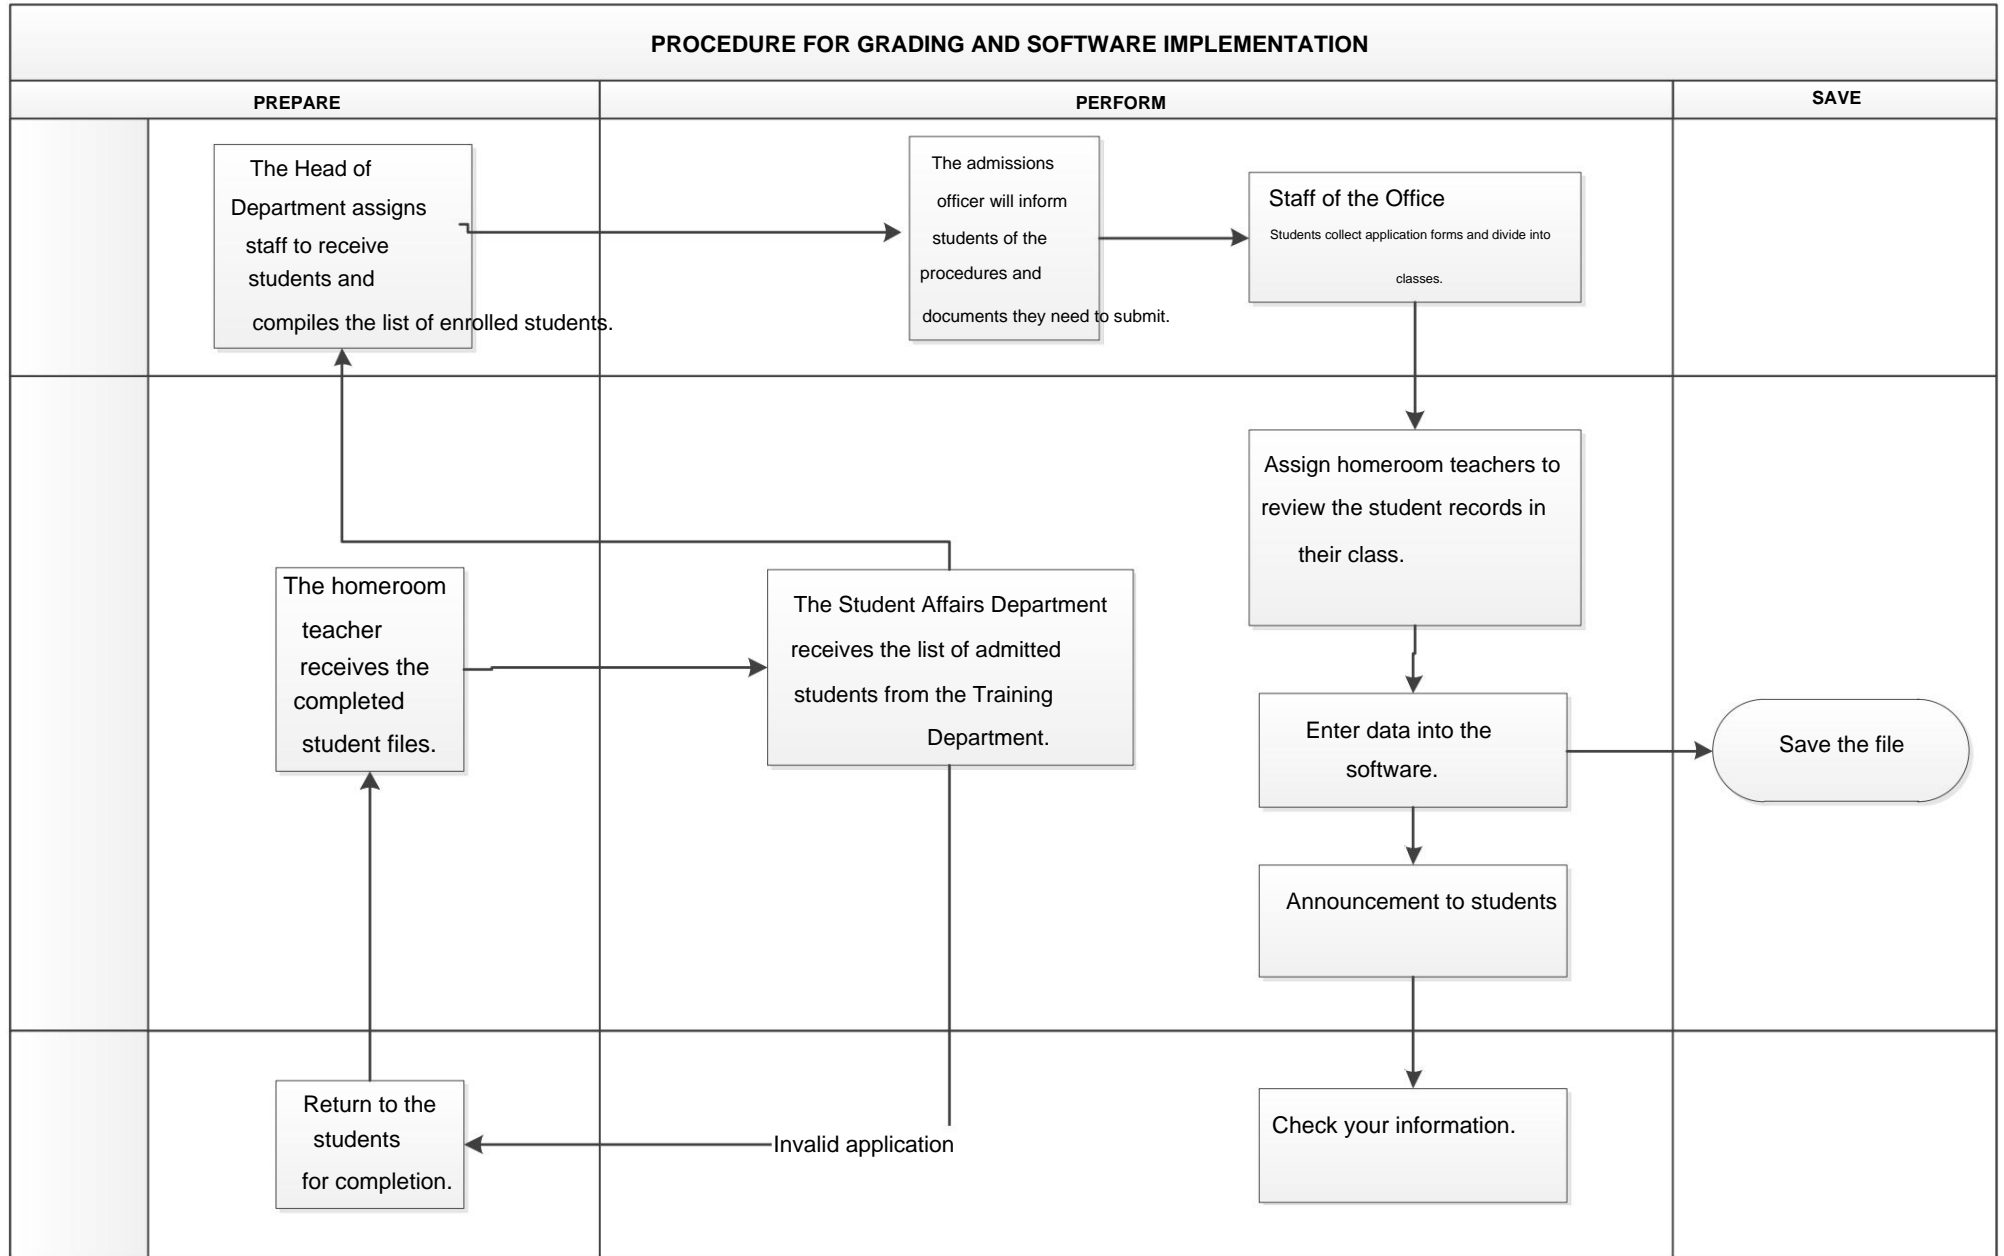 PROCEDURE FOR GRADING AND SOFTWARE IMPLEMENTATION
PREPARE
PERFORM
SAVE
The Head of
Department assigns
staff to receive
students and
compiles the list of enrolled students.
The admissions
officer will inform
students of the
procedures and
documents they need to submit.
Staff of the Office
Students collect application forms and divide into
classes.
Assign homeroom teachers to
review the student records in
their class.
The homeroom
teacher
receives the
completed
student files.
The Student Affairs Department
receives the list of admitted
students from the Training
Department.
Enter data into the
software.
Save the file
Announcement to students
Return to the
students
for completion.
Invalid application
Check your information.